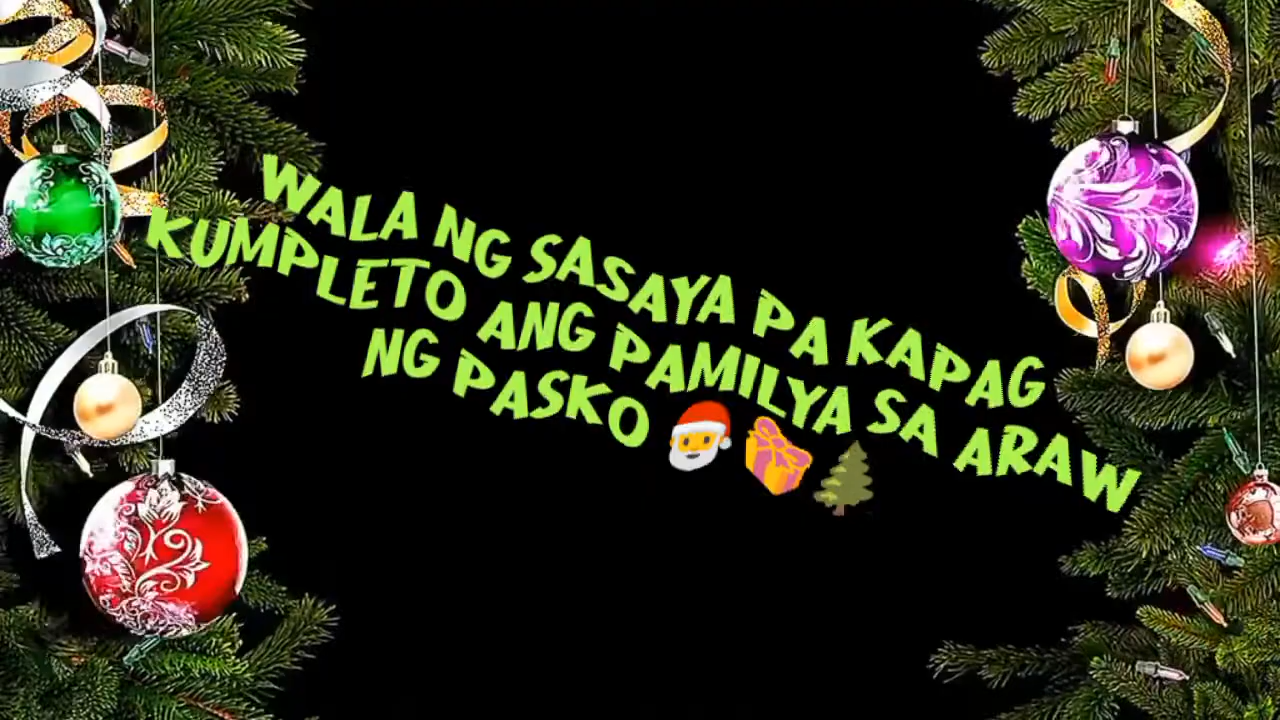 WALA NG SASAYA PA KAPAG
KUMPLETO ANG PAMILYA SA ARAW
NG PASKO 🎅🎁🌲